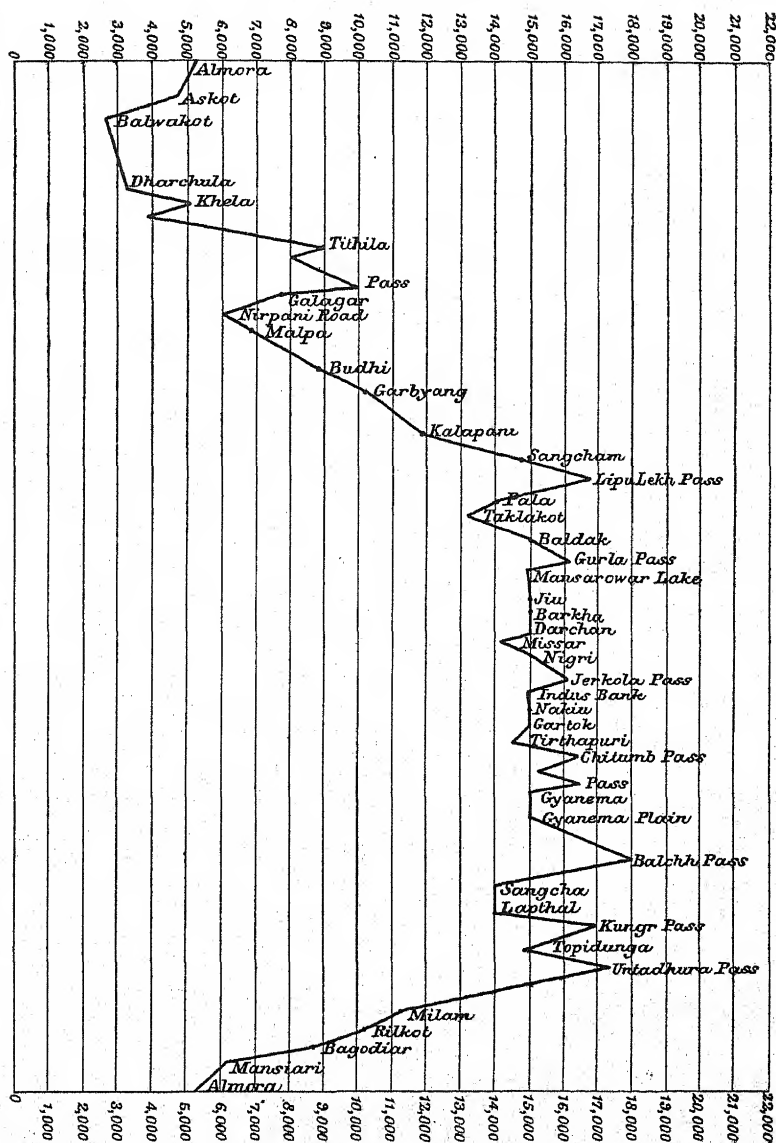 1,000
2,000
3,000
4,000
5,000
6,000
7,000
8,000
9,000
10,000
11,000
12,000
13,000
14,000
15,000
16,000
17,000
18,000
19,000
20,000
21,000
22,000
Almora
Askot
Balwakot
Dharchula
Khela
Tithila
Pass
Galagar
Nirpani Road
Malpa
Budhi
Garbyang
Kalapani
Sangcham
Lipu Lekh Pass
Pala
Taklakot
Baldak
Gurla Pass
Mansarowar Lake
Jiu
Barkha
Darchan
Missar
Nigri
Jerkola Pass
Indus Bank
Nakiu
Gartok
Tirthapuri
Chitumb Pass
Pass
Gyanema
Gyanema Plain
Balchh Pass
Sangcha
Lapthal
Kungr Pass
Topidunga
Untadhura Pass
Milam
Rilkot
Bagodiar
Mansiari
Almora
0
1,000
2,000
3,000
4,000
5,000
6,000
7,000
8,000
9,000
10,000
11,000
12,000
13,000
14,000
15,000
16,000
17,000
18,000
19,000
20,000
21,000
22,000